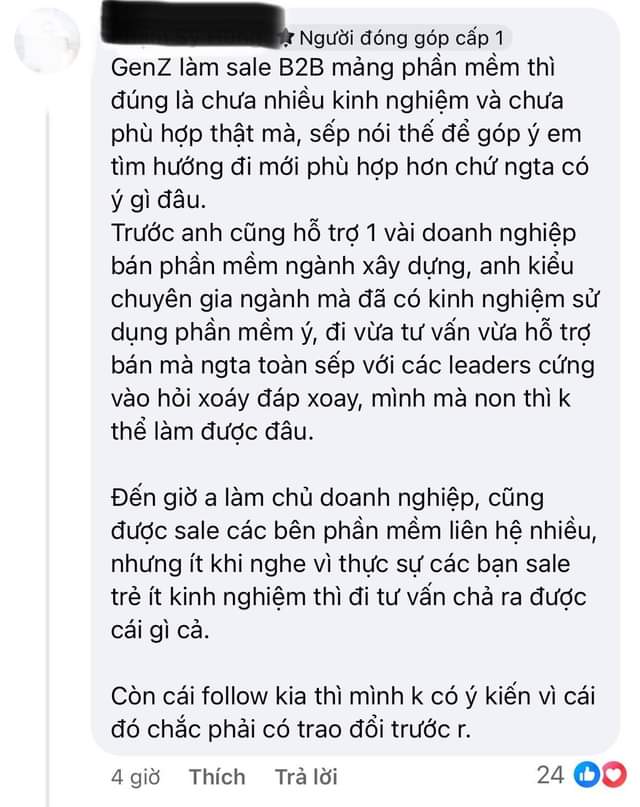 Người đóng góp cấp 1
GenZ làm sale B2B mảng phần mềm thì
đúng là chưa nhiều kinh nghiệm và chưa
phù hợp thật mà, sếp nói thế để góp ý em
tìm hướng đi mới phù hợp hơn chứ ngta có
ý gì đâu.
Trước anh cũng hỗ trợ 1 vài doanh nghiệp
bán phần mềm ngành xây dựng, anh kiểu
chuyên gia ngành mà đã có kinh nghiệm sử
dụng phần mềm ý, đi vừa tư vấn vừa hỗ trợ
bán mà ngta toàn sếp với các leaders cứng
vào hỏi xoáy đáp xoay, mình mà non thì k
thể làm được đâu.
Đến giờ a làm chủ doanh nghiệp, cũng
được sale các bên phần mềm liên hệ nhiều,
nhưng ít khi nghe vì thực sự các bạn sale
trẻ ít kinh nghiệm thì đi tư vấn chả ra được
cái gì cả.
Còn cái follow kia thì mình k có ý kiến vì cái
đó chắc phải có trao đổi trước r.
4 giờ Thích Trả lời 24